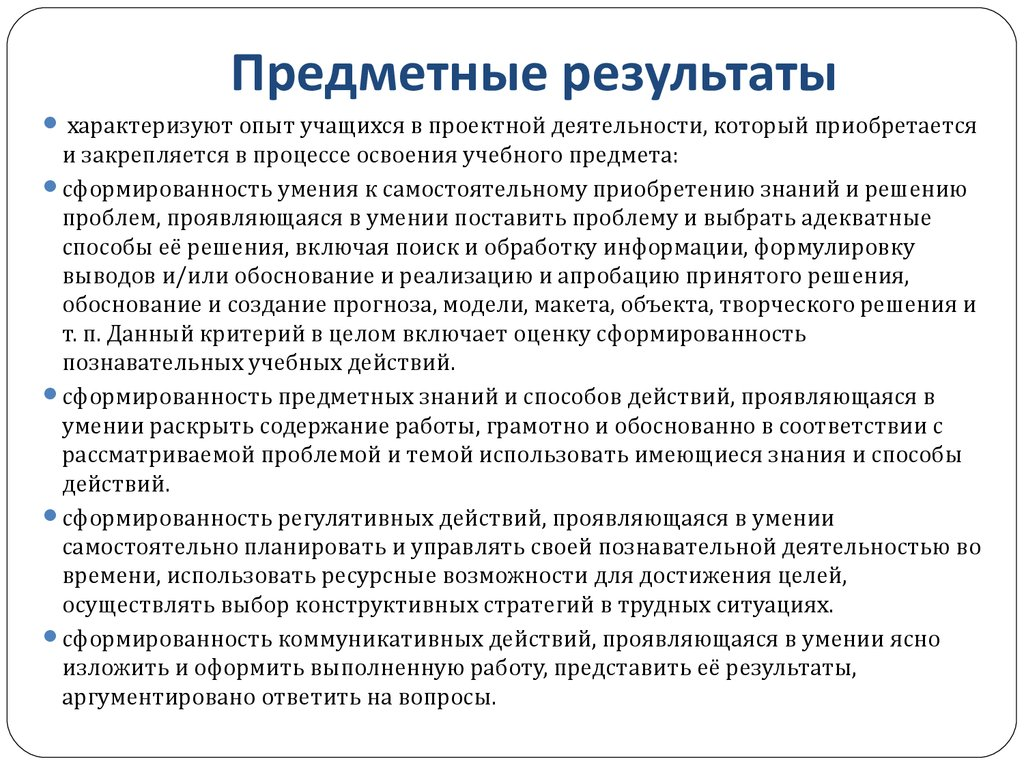 Предметные результаты
характеризуют опыт учащихся в проектной деятельности, который приобретается
и закрепляется в процессе освоения учебного предмета:
сформированность умения к самостоятельному приобретению знаний и решению
проблем, проявляющаяся в умении поставить проблему и выбрать адекватные
способы её решения, включая поиск и обработку информации, формулировку
выводов и/или обоснование и реализацию и апробацию принятого решения,
обоснование и создание прогноза, модели, макета, объекта, творческого решения и
т. п. Данный критерий в целом включает оценку сформированность
познавательных учебных действий.
сформированность предметных знаний и способов действий, проявляющаяся в
умении раскрыть содержание работы, грамотно и обоснованно в соответствии с
рассматриваемой проблемой и темой использовать имеющиеся знания и способы
действий.
сформированность регулятивных действий, проявляющаяся в умении
самостоятельно планировать и управлять своей познавательной деятельностью во
времени, использовать ресурсные возможности для достижения целей,
осуществлять выбор конструктивных стратегий в трудных ситуациях.
сформированность коммуникативных действий, проявляющаяся в умении ясно
изложить и оформить выполненную работу, представить её результаты,
аргументировано ответить на вопросы.